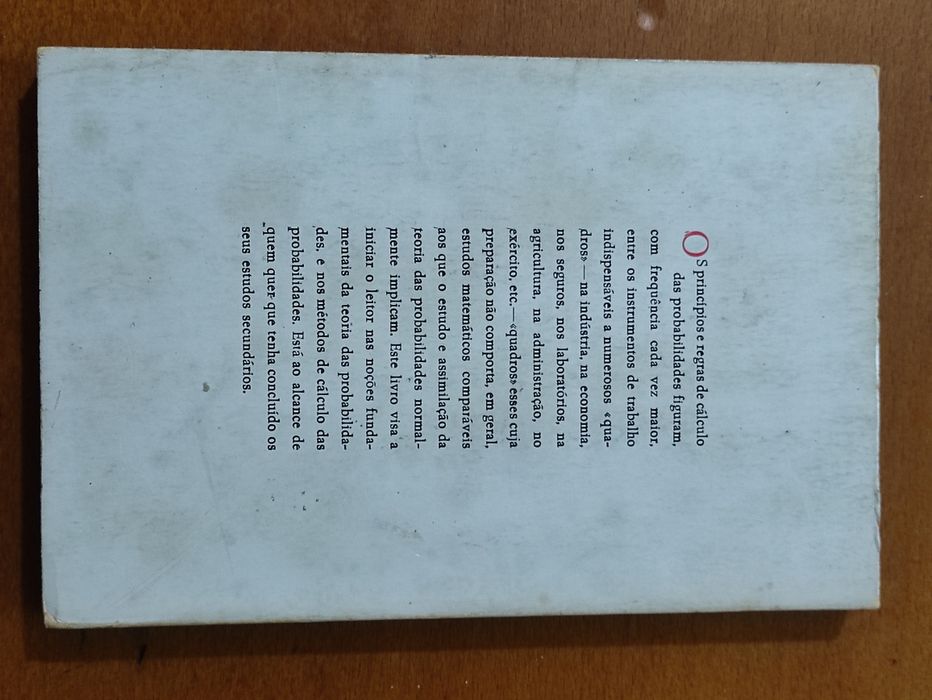 OS princípios e regras de cálculo
das probabilidades figuram,
com frequência cada vez maior,
entre os instrumentos de trabalho
indispensáveis a numerosos «qua-
dros» — na indústria, na economia,
nos seguros, nos laboratórios, na
agricultura, na administração, no
exército, etc. — «quadros» esses cuja
preparação não comporta, em geral,
estudos matemáticos comparáveis
aos que o estudo e assimilação da
teoria das probabilidades normal-
mente implicam. Este livro visa a
iniciar o leitor nas noções funda-
mentais da teoria das probabilida-
des, e nos métodos de cálculo das
probabilidades. Está ao alcance de
quem quer que tenha concluído os
seus estudos secundários.